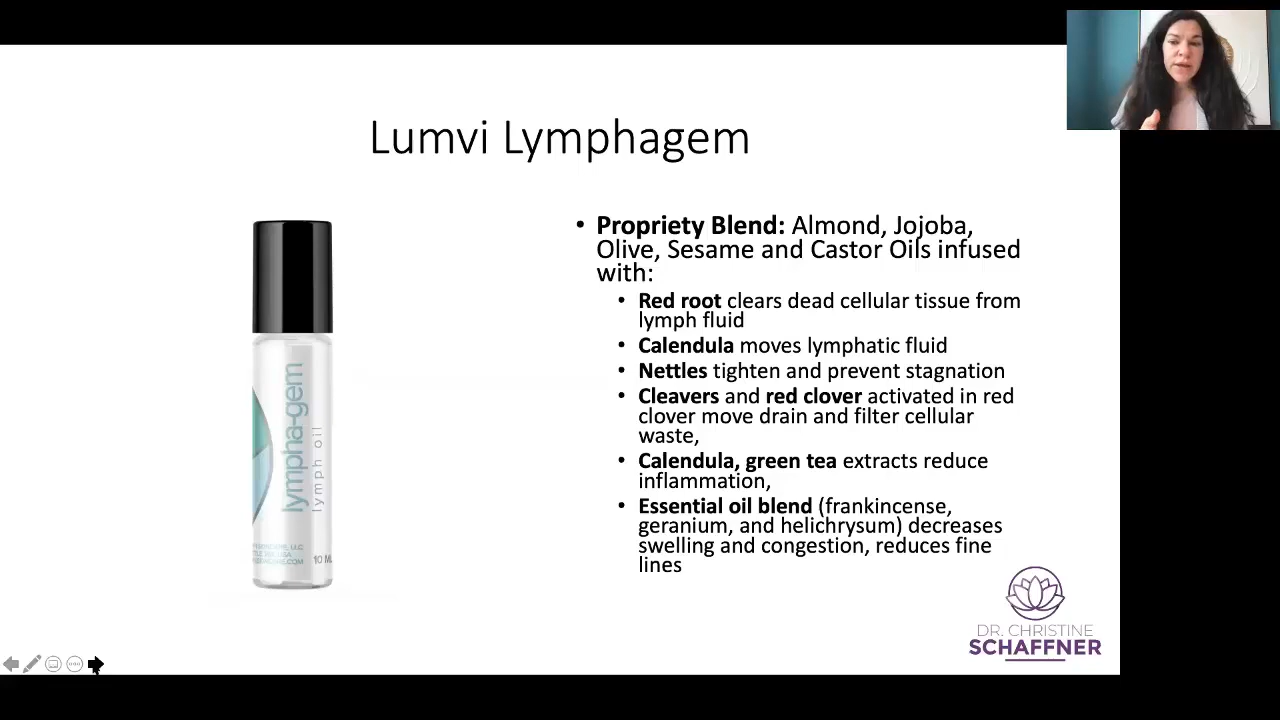 Lumvi Lymphagem
• Propriety Blend: Almond, Jojoba,
Olive, Sesame and Castor Oils infused
with:
• Red root clears dead cellular tissue from
lymph fluid
• Calendula moves lymphatic fluid
• Nettles tighten and prevent stagnation
• Cleavers and red clover activated in red
clover move drain and filter cellular
waste,
• Calendula, green tea extracts reduce
inflammation,
• Essential oil blend (frankincense,
geranium, and helichrysum) decreases
swelling and congestion, reduces fine
lines
lympha-gem
lymph oil
10 ML
DR. CHRISTINE
SCHAFFNER